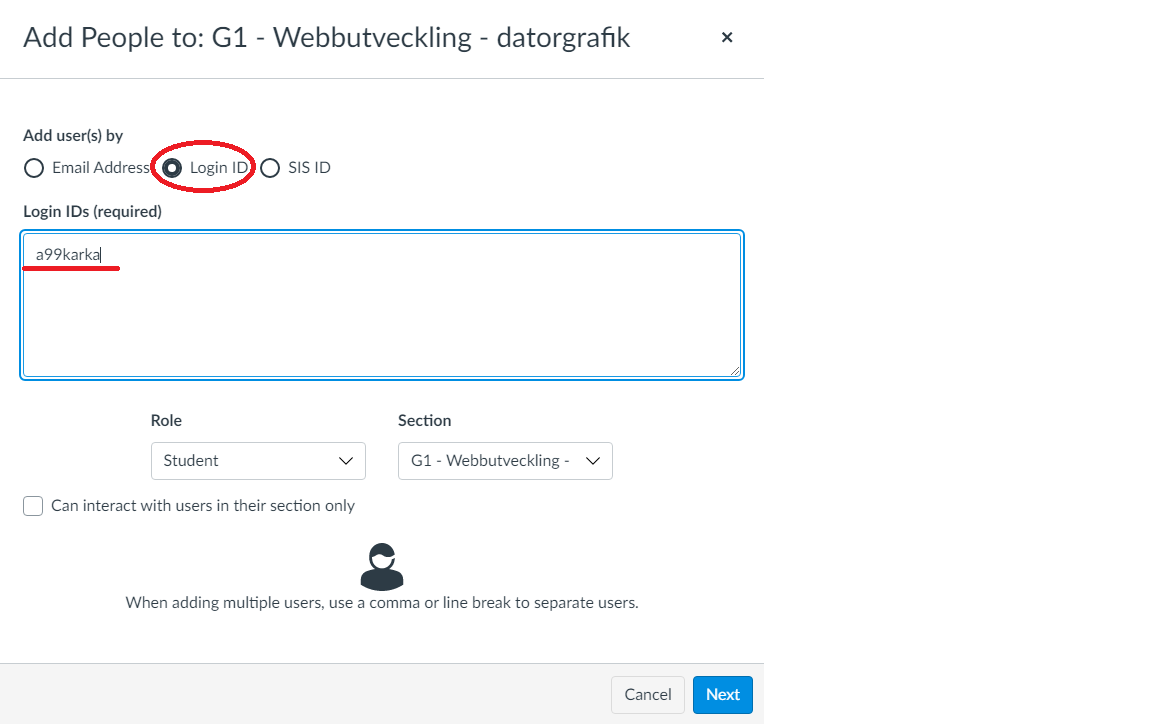 Add People to: G1 - Webbutveckling - datorgrafik
Add user(s) by
Email Address Login ID SIS ID
Login IDs (required)
a99karka
Role Section
Student G1 - Webbutveckling -
Can interact with users in their section only
When adding multiple users, use a comma or line break to separate users.
Cancel Next